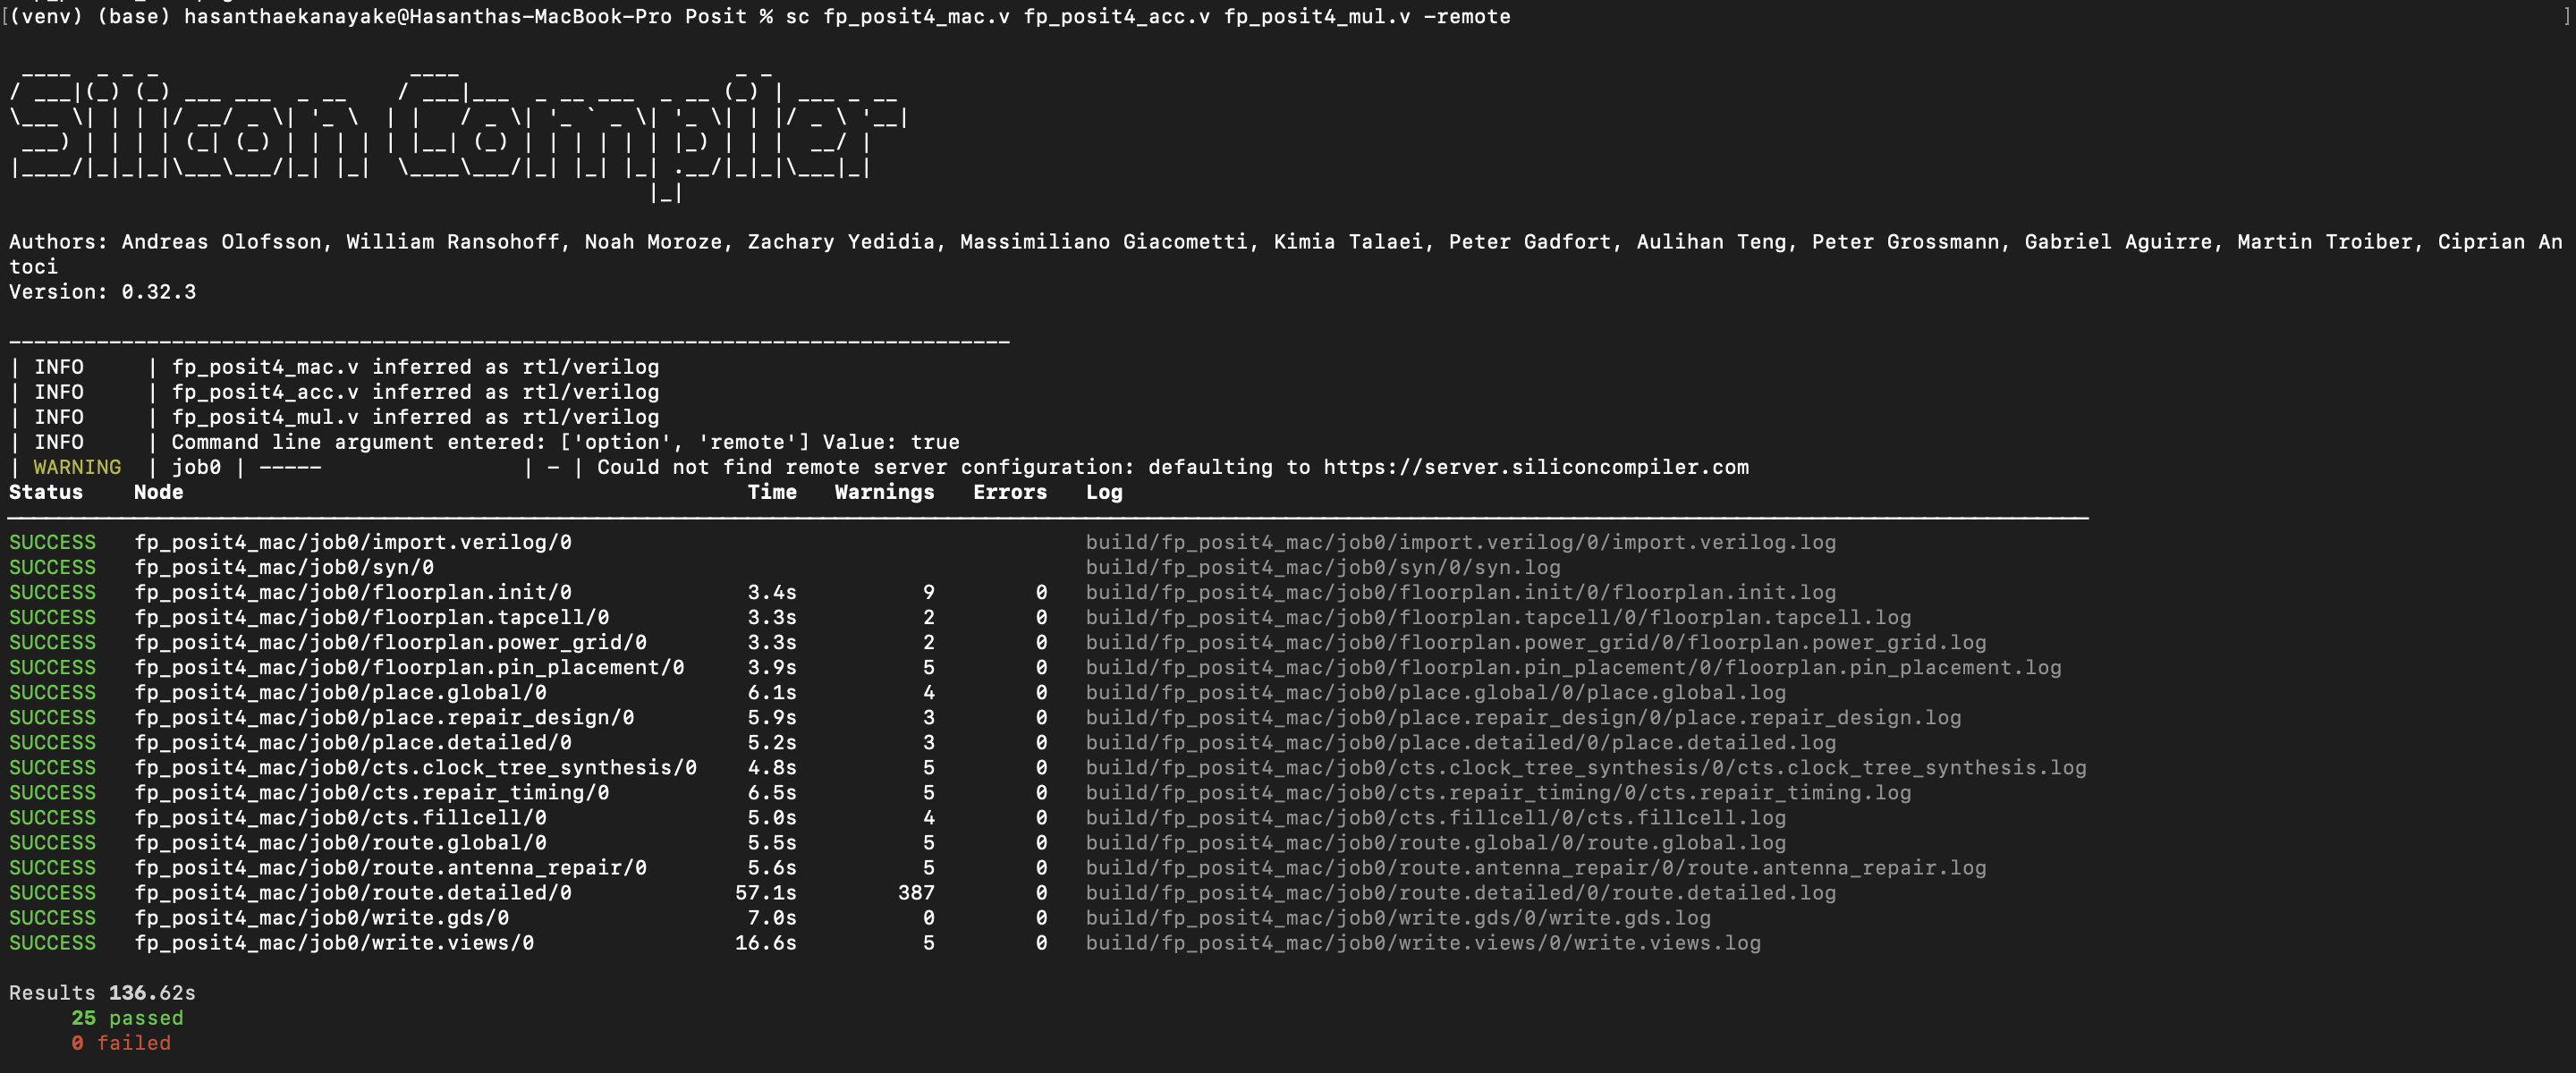 [(venv) (base) hasanthaekanayake@Hasanthas-MacBook-Pro Posit % sc fp_posit4_mac.v fp_posit4_acc.v fp_posit4_mul.v -remote ]
Silicon Compiler
Authors: Andreas Olofsson, William Ransohoff, Noah Moroze, Zachary Yedidia, Massimiliano Giacometti, Kimia Talaei, Peter Gadfort, Aulihan Teng, Peter Grossmann, Gabriel Aguirre, Martin Troiber, Ciprian An
toci
Version: 0.32.3
--------------------------------------------------------------------------------
| INFO     | fp_posit4_mac.v inferred as rtl/verilog
| INFO     | fp_posit4_acc.v inferred as rtl/verilog
| INFO     | fp_posit4_mul.v inferred as rtl/verilog
| INFO     | Command line argument entered: ['option', 'remote'] Value: true
| WARNING  | job0 | -----                | - | Could not find remote server configuration: defaulting to https://server.siliconcompiler.com
Status Node Time Warnings Errors Log
SUCCESS fp_posit4_mac/job0/import.verilog/0 build/fp_posit4_mac/job0/import.verilog/0/import.verilog.log
SUCCESS fp_posit4_mac/job0/syn/0 build/fp_posit4_mac/job0/syn/0/syn.log
SUCCESS fp_posit4_mac/job0/floorplan.init/0 3.4s 9 0 build/fp_posit4_mac/job0/floorplan.init/0/floorplan.init.log
SUCCESS fp_posit4_mac/job0/floorplan.tapcell/0 3.3s 2 0 build/fp_posit4_mac/job0/floorplan.tapcell/0/floorplan.tapcell.log
SUCCESS fp_posit4_mac/job0/floorplan.power_grid/0 3.3s 2 0 build/fp_posit4_mac/job0/floorplan.power_grid/0/floorplan.power_grid.log
SUCCESS fp_posit4_mac/job0/floorplan.pin_placement/0 3.9s 5 0 build/fp_posit4_mac/job0/floorplan.pin_placement/0/floorplan.pin_placement.log
SUCCESS fp_posit4_mac/job0/place.global/0 6.1s 4 0 build/fp_posit4_mac/job0/place.global/0/place.global.log
SUCCESS fp_posit4_mac/job0/place.repair_design/0 5.9s 3 0 build/fp_posit4_mac/job0/place.repair_design/0/place.repair_design.log
SUCCESS fp_posit4_mac/job0/place.detailed/0 5.2s 3 0 build/fp_posit4_mac/job0/place.detailed/0/place.detailed.log
SUCCESS fp_posit4_mac/job0/cts.clock_tree_synthesis/0 4.8s 5 0 build/fp_posit4_mac/job0/cts.clock_tree_synthesis/0/cts.clock_tree_synthesis.log
SUCCESS fp_posit4_mac/job0/cts.repair_timing/0 6.5s 5 0 build/fp_posit4_mac/job0/cts.repair_timing/0/cts.repair_timing.log
SUCCESS fp_posit4_mac/job0/cts.fillcell/0 5.0s 4 0 build/fp_posit4_mac/job0/cts.fillcell/0/cts.fillcell.log
SUCCESS fp_posit4_mac/job0/route.global/0 5.5s 5 0 build/fp_posit4_mac/job0/route.global/0/route.global.log
SUCCESS fp_posit4_mac/job0/route.antenna_repair/0 5.6s 5 0 build/fp_posit4_mac/job0/route.antenna_repair/0/route.antenna_repair.log
SUCCESS fp_posit4_mac/job0/route.detailed/0 57.1s 387 0 build/fp_posit4_mac/job0/route.detailed/0/route.detailed.log
SUCCESS fp_posit4_mac/job0/write.gds/0 7.0s 0 0 build/fp_posit4_mac/job0/write.gds/0/write.gds.log
SUCCESS fp_posit4_mac/job0/write.views/0 16.6s 5 0 build/fp_posit4_mac/job0/write.views/0/write.views.log
Results 136.62s
25 passed
0 failed